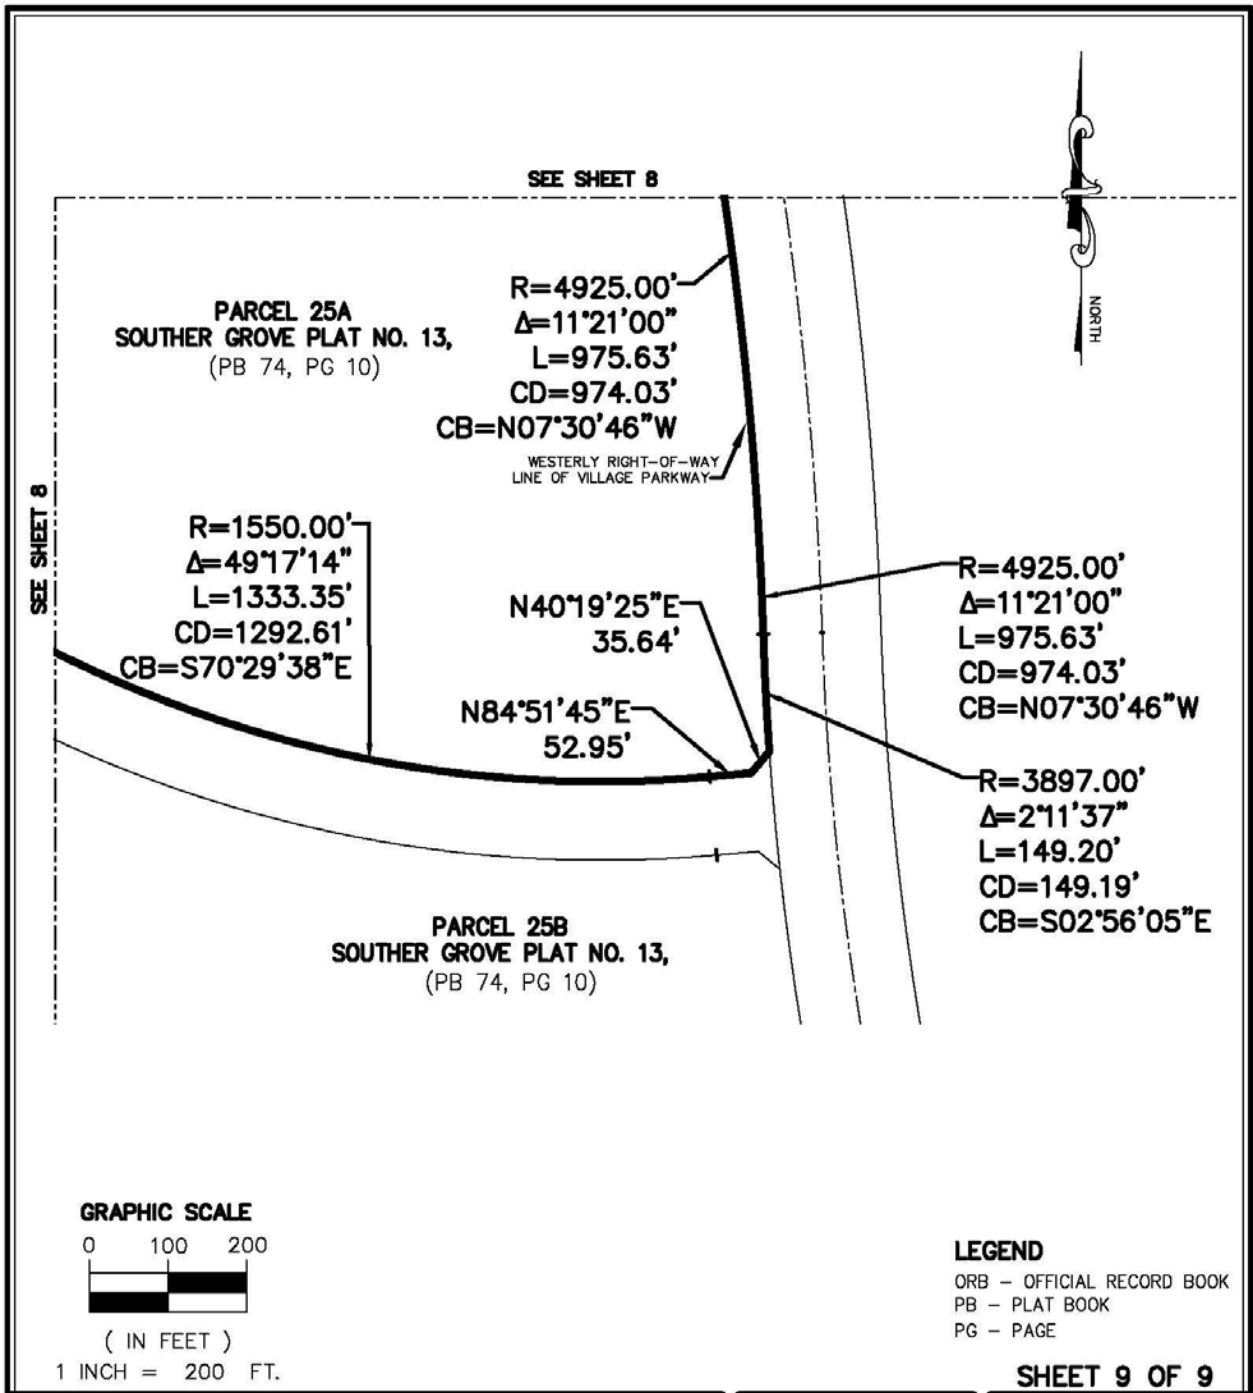 SEE SHEET 8
NORTH
PARCEL 25A
SOUTHER GROVE PLAT NO. 13,
(PB 74, PG 10)
R=4925.00'
Δ=11°21'00"
L=975.63'
CD=974.03'
CB=N07°30'46"W
WESTERLY RIGHT-OF-WAY
LINE OF VILLAGE PARKWAY
SEE SHEET 8
R=1550.00'
Δ=49°17'14"
L=1333.35'
CD=1292.61'
CB=S70°29'38"E
N40°19'25"E
35.64'
N84°51'45"E
52.95'
R=4925.00'
Δ=11°21'00"
L=975.63'
CD=974.03'
CB=N07°30'46"W
R=3897.00'
Δ=2°11'37"
L=149.20'
CD=149.19'
CB=S02°56'05"E
PARCEL 25B
SOUTHER GROVE PLAT NO. 13,
(PB 74, PG 10)
GRAPHIC SCALE
0 100 200
( IN FEET )
1 INCH = 200 FT.
LEGEND
ORB - OFFICIAL RECORD BOOK
PB - PLAT BOOK
PG - PAGE
SHEET 9 OF 9